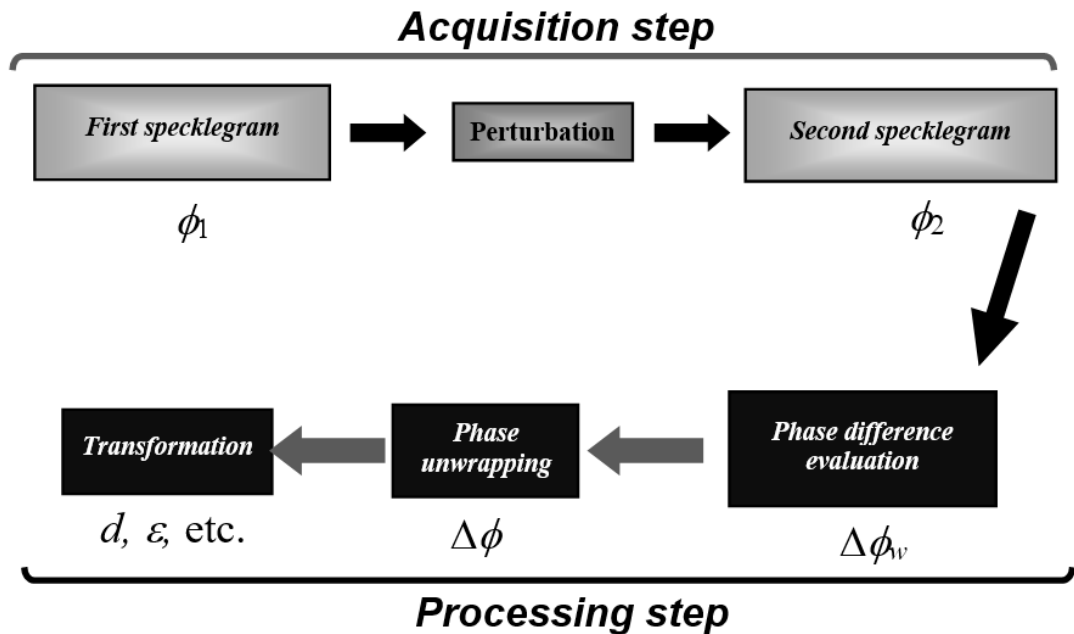 Acquisition step
First specklegram
Perturbation
Second specklegram
ϕ1
ϕ2
Transformation
Phase
unwrapping
Phase difference
evaluation
d, ε, etc.
Δϕ
Δϕw
Processing step